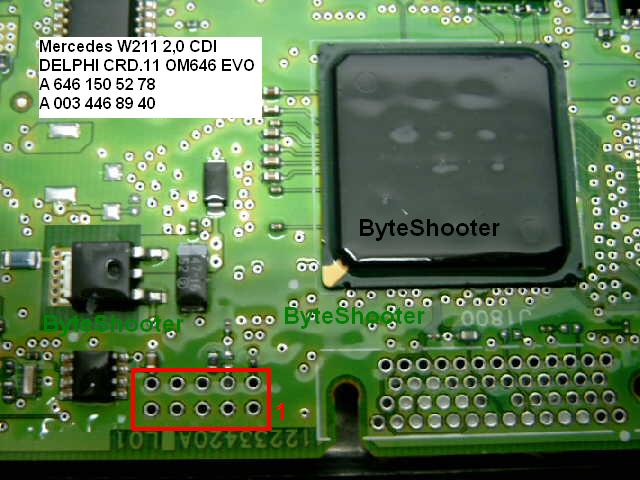 Mercedes W211 2,0 CDI
DELPHI CRD.11 OM646 EVO
A 646 150 52 78
A 003 446 89 40
ByteShooter
ByteShooter
ByteShooter
J1800
1
12233420A L01